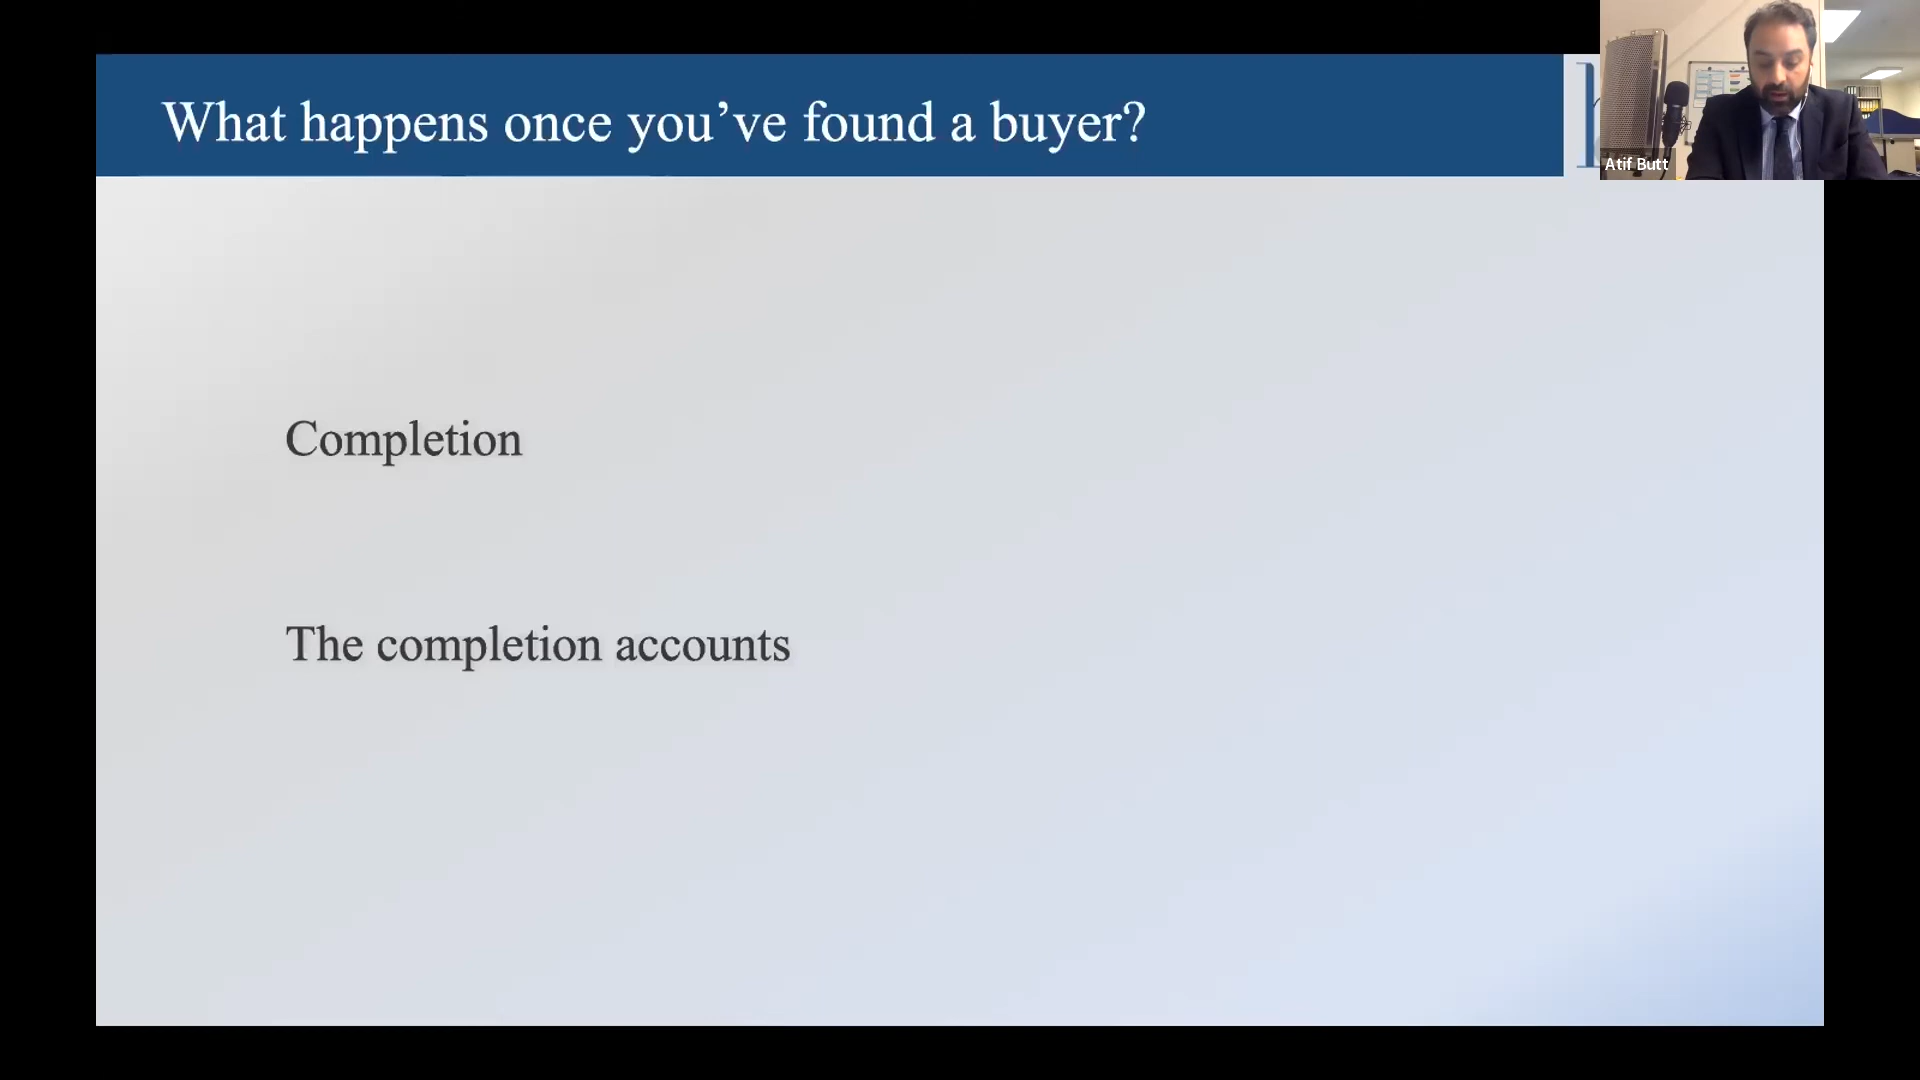 What happens once you’ve found a buyer?
Atif Butt
Completion
The completion accounts